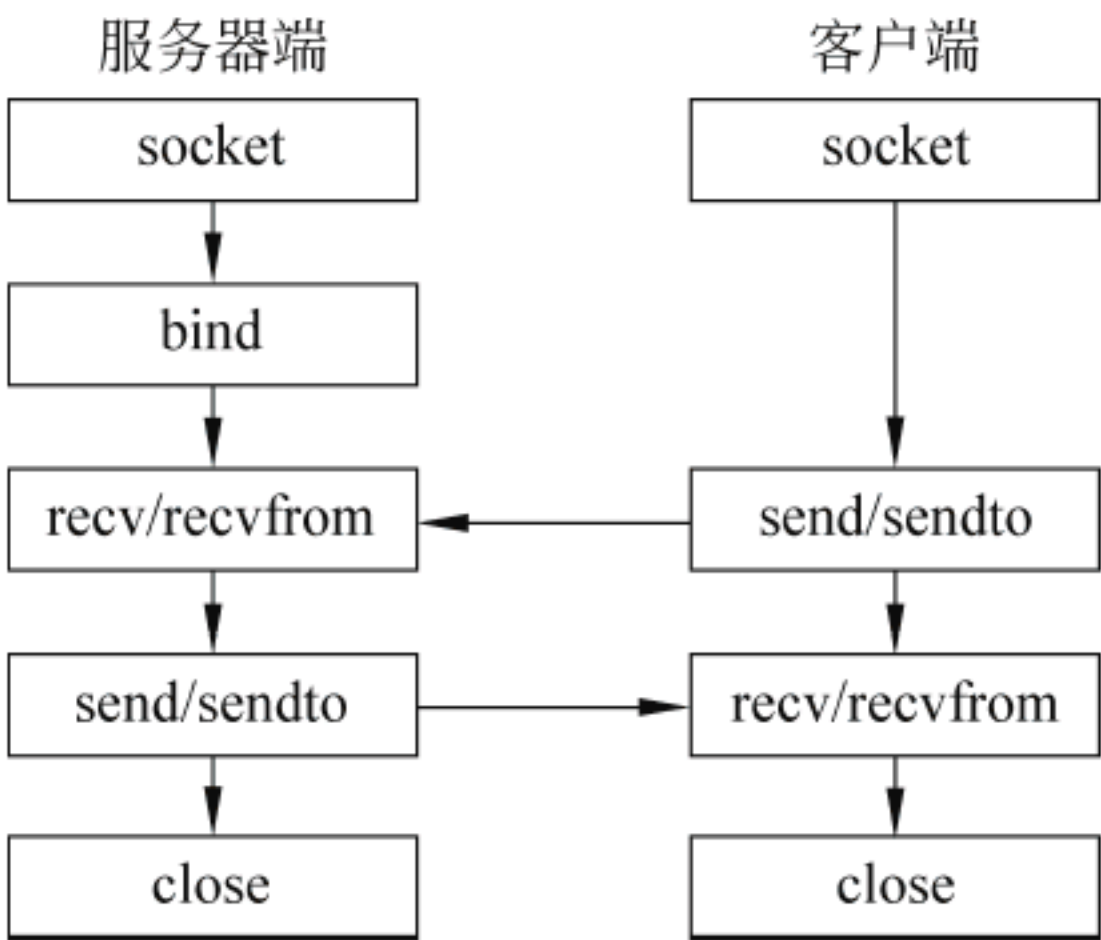 服务器端
客户端
socket
socket
bind
recv/recvfrom
send/sendto
send/sendto
recv/recvfrom
close
close